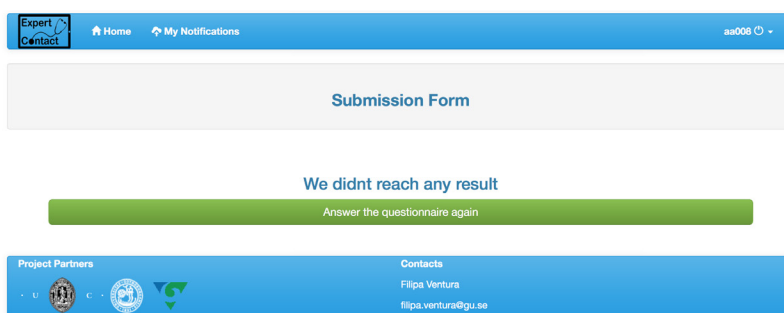 Expert
Contact
Home
My Notifications
aa008
Submission Form
We didnt reach any result
Answer the questionnaire again
Project Partners
Contacts
· U C ·
Filipa Ventura
filipa.ventura@gu.se